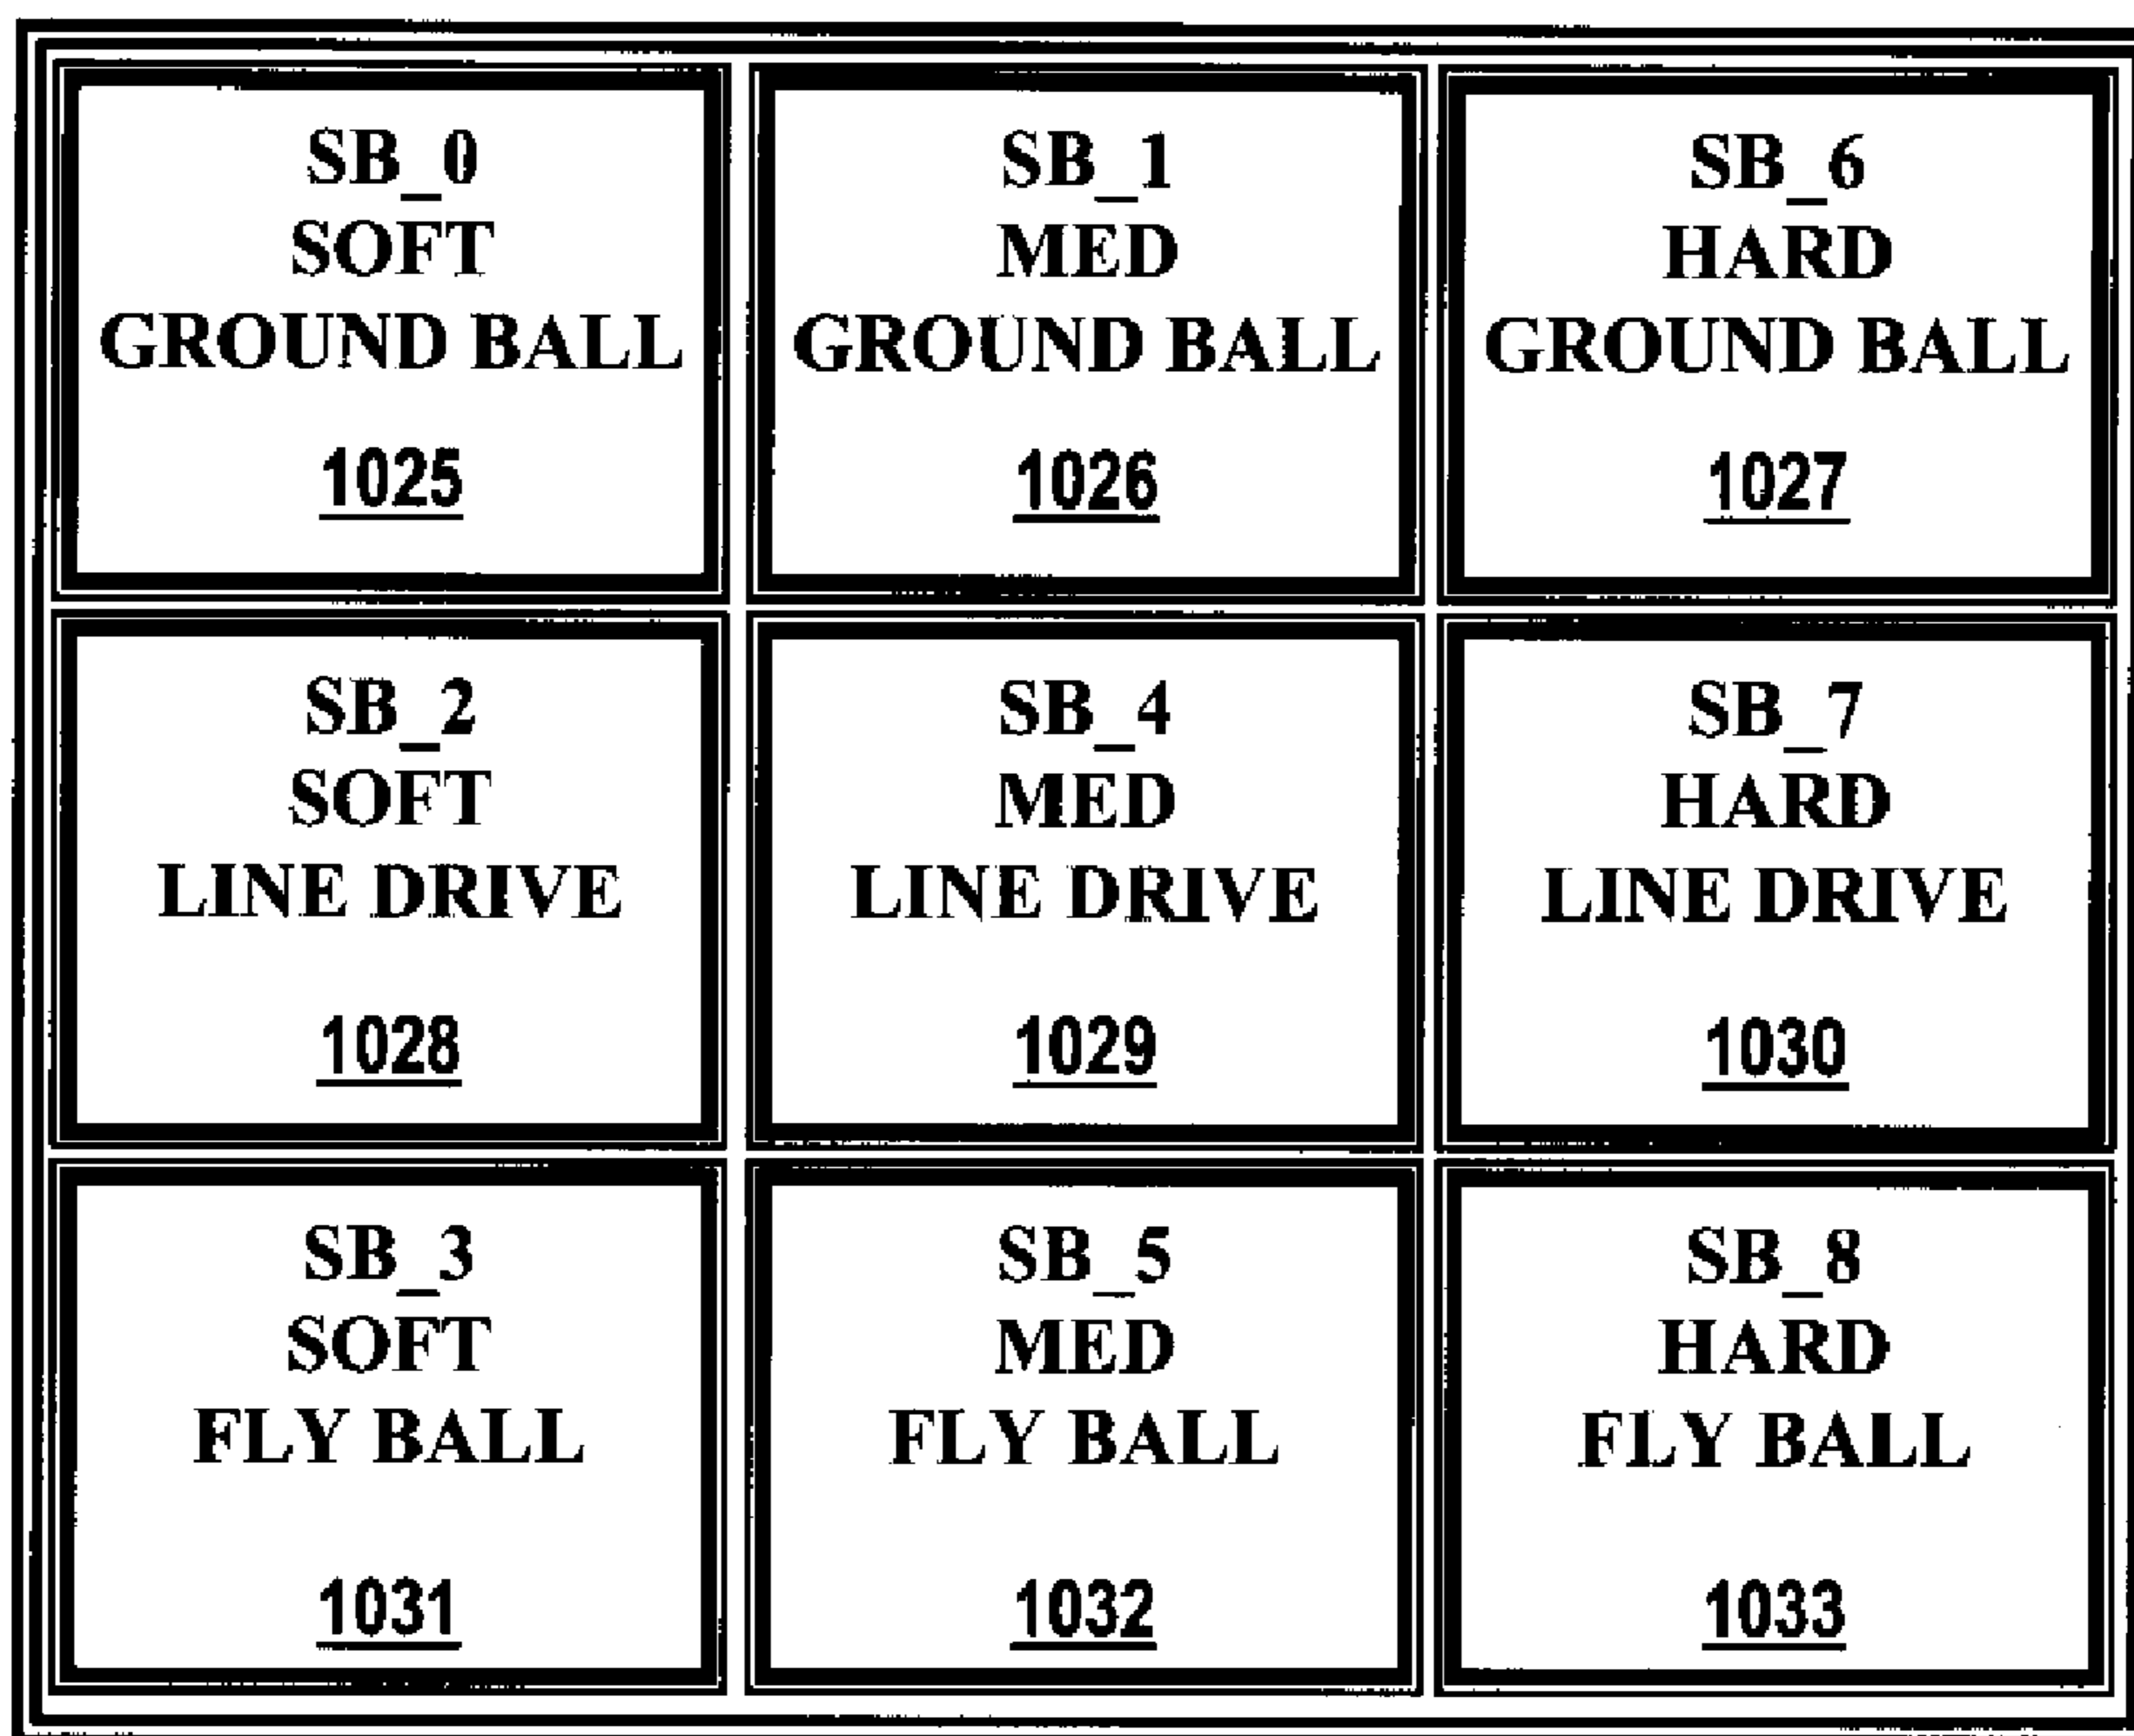 SB_0
SOFT
GROUND BALL
1025
SB_1
MED
GROUND BALL
1026
SB_6
HARD
GROUND BALL
1027
SB_2
SOFT
LINE DRIVE
1028
SB_4
MED
LINE DRIVE
1029
SB_7
HARD
LINE DRIVE
1030
SB_3
SOFT
FLY BALL
1031
SB_5
MED
FLY BALL
1032
SB_8
HARD
FLY BALL
1033